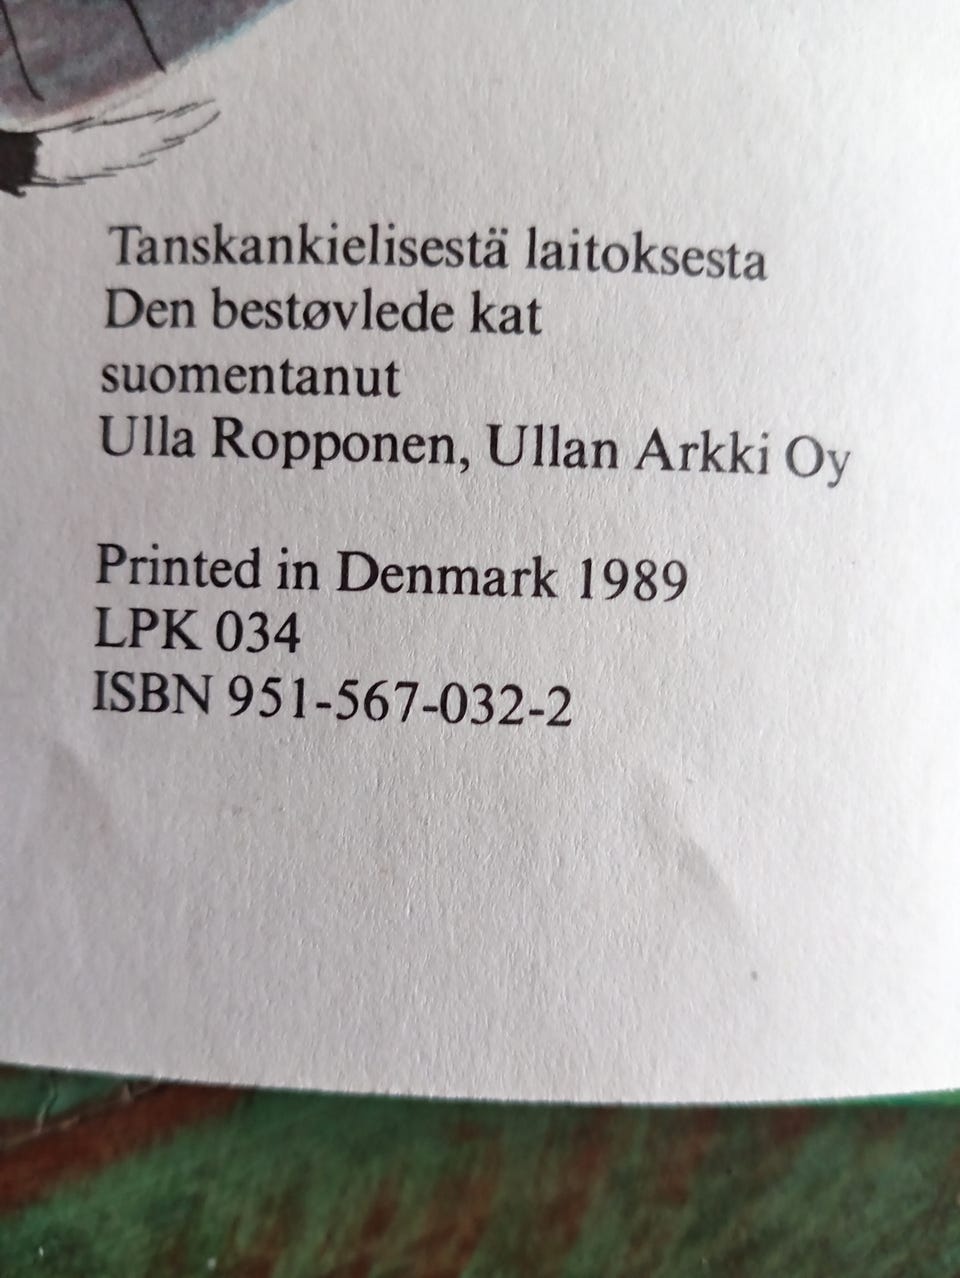 Tanskankielisestä laitoksesta
Den bestøvlede kat
suomentanut
Ulla Ropponen, Ullan Arkki Oy
Printed in Denmark 1989
LPK 034
ISBN 951-567-032-2